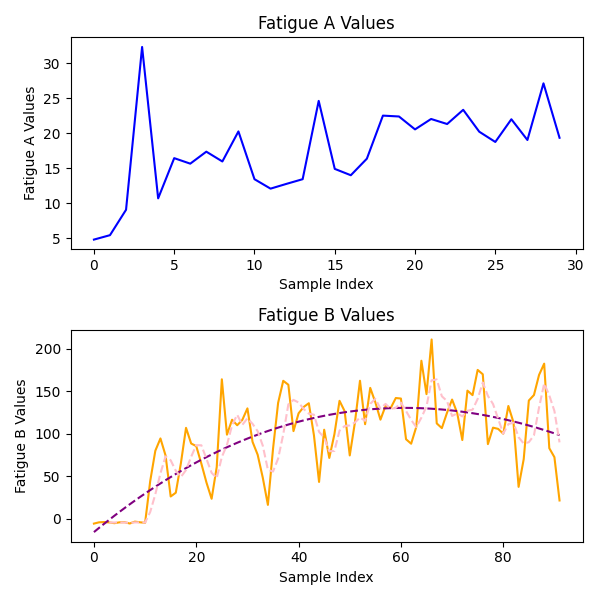 Fatigue A Values
30
25
20
15
10
5
Fatigue A Values
0 5 10 15 20 25 30
Sample Index
Fatigue B Values
200
150
100
50
0
Fatigue B Values
0 20 40 60 80
Sample Index